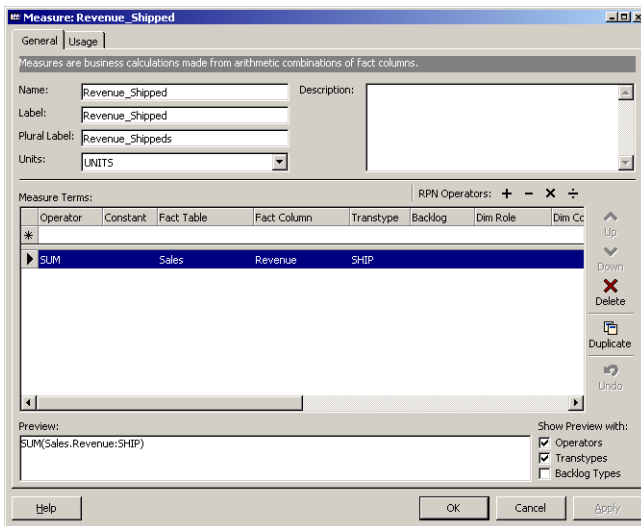 Measure: Revenue_Shipped
General Usage
Measures are business calculations made from arithmetic combinations of fact columns.
Name: Revenue_Shipped Description:
Label: Revenue_Shipped
Plural Label: Revenue_Shippeds
Units: UNITS
Measure Terms: RPN Operators: + − × ÷
Operator Constant Fact Table Fact Column Transtype Backlog Dim Role Dim Co
Up
SUM Sales Revenue SHIP
Down
Delete
Duplicate
Undo
Preview: Show Preview with:
SUM(Sales.Revenue:SHIP) Operators
Transtypes
Backlog Types
Help OK Cancel Apply